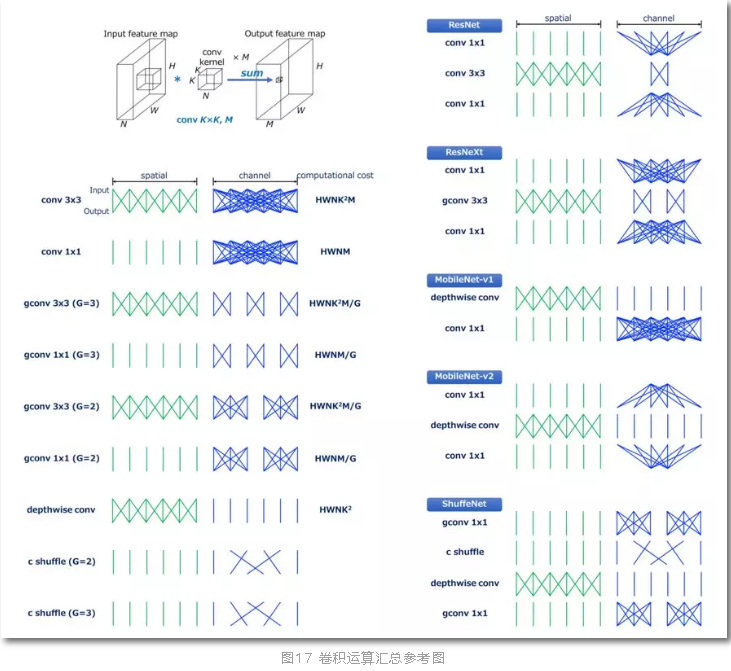 Input feature map
conv
kernel
× M
Output feature map
H
K
K
*
sum
H
N
W
N
W
M
conv K×K, M
spatial
channel
computational cost
Input
Output
conv 3x3
HWNK²M
conv 1x1
HWNM
gconv 3x3 (G=3)
HWNK²M/G
gconv 1x1 (G=3)
HWNM/G
gconv 3x3 (G=2)
HWNK²M/G
gconv 1x1 (G=2)
HWNM/G
depthwise conv
HWNK²
c shuffle (G=2)
c shuffle (G=3)
spatial
channel
ResNet
conv 1x1
conv 3x3
conv 1x1
ResNeXt
conv 1x1
gconv 3x3
conv 1x1
MobileNet-v1
depthwise conv
conv 1x1
MobileNet-v2
conv 1x1
depthwise conv
conv 1x1
ShuffeNet
gconv 1x1
c shuffle
depthwise conv
gconv 1x1
图17 卷积运算汇总参考图